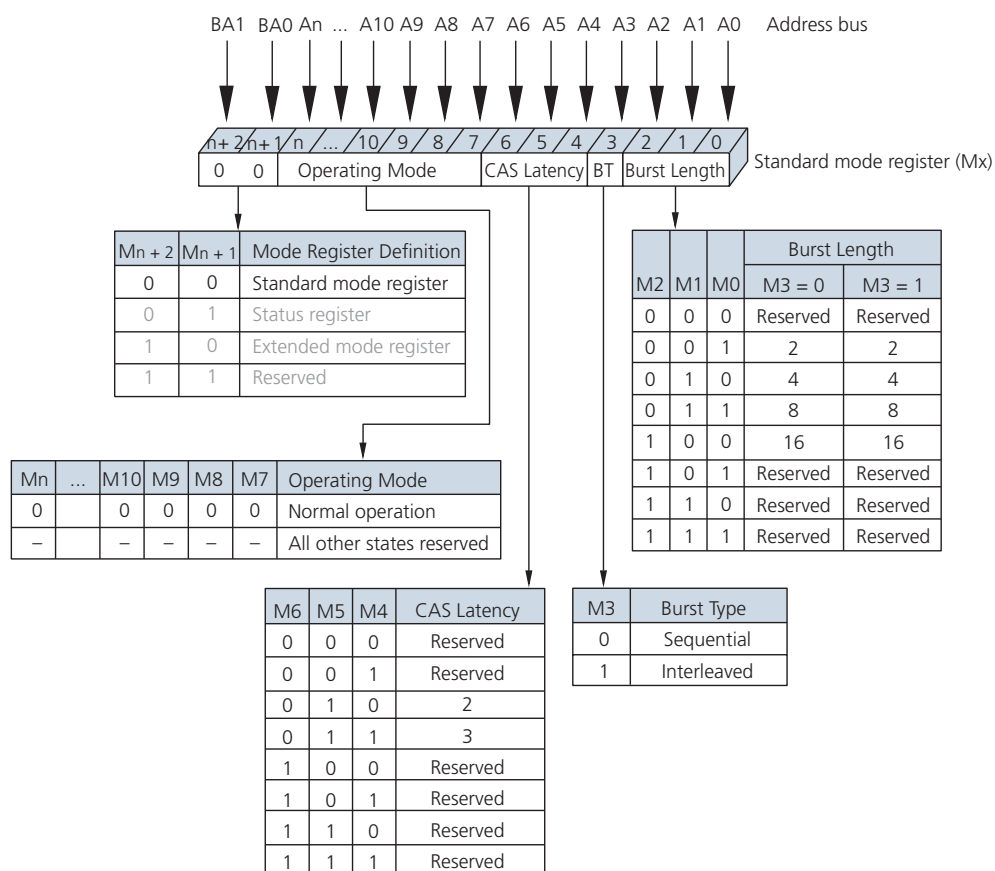 BA1 BA0 An ... A10 A9 A8 A7 A6 A5 A4 A3 A2 A1 A0 Address bus
n+ 2 n+ 1 n ... 10 9 8 7 6 5 4 3 2 1 0
0 0 Operating Mode CAS Latency BT Burst Length
Standard mode register (Mx)
Mn + 2 Mn + 1 Mode Register Definition
0 0 Standard mode register
0 1 Status register
1 0 Extended mode register
1 1 Reserved
Burst Length
M2 M1 M0 M3 = 0 M3 = 1
0 0 0 Reserved Reserved
0 0 1 2 2
0 1 0 4 4
0 1 1 8 8
1 0 0 16 16
1 0 1 Reserved Reserved
1 1 0 Reserved Reserved
1 1 1 Reserved Reserved
Mn ... M10 M9 M8 M7 Operating Mode
0 0 0 0 0 Normal operation
– – – – – All other states reserved
M6 M5 M4 CAS Latency
0 0 0 Reserved
0 0 1 Reserved
0 1 0 2
0 1 1 3
1 0 0 Reserved
1 0 1 Reserved
1 1 0 Reserved
1 1 1 Reserved
M3 Burst Type
0 Sequential
1 Interleaved